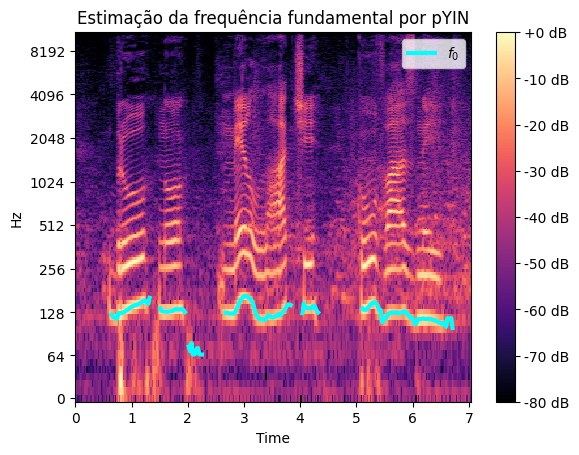 Estimação da frequência fundamental por pYIN
f0
Hz
8192
4096
2048
1024
512
256
128
64
0
0 1 2 3 4 5 6 7
Time
+0 dB
-10 dB
-20 dB
-30 dB
-40 dB
-50 dB
-60 dB
-70 dB
-80 dB